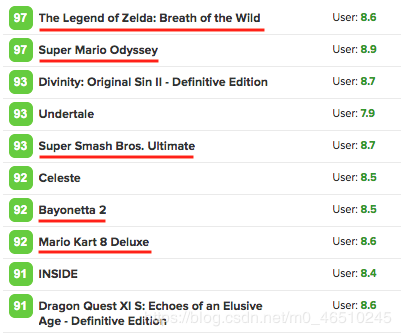 97 The Legend of Zelda: Breath of the Wild User: 8.6
97 Super Mario Odyssey User: 8.9
93 Divinity: Original Sin II - Definitive Edition User: 8.7
93 Undertale User: 7.9
93 Super Smash Bros. Ultimate User: 8.7
92 Celeste User: 8.5
92 Bayonetta 2 User: 8.5
92 Mario Kart 8 Deluxe User: 8.6
91 INSIDE User: 8.4
91 Dragon Quest XI S: Echoes of an Elusive User: 8.6
Age - Definitive Edition
https://blog.csdn.net/m0_46510245